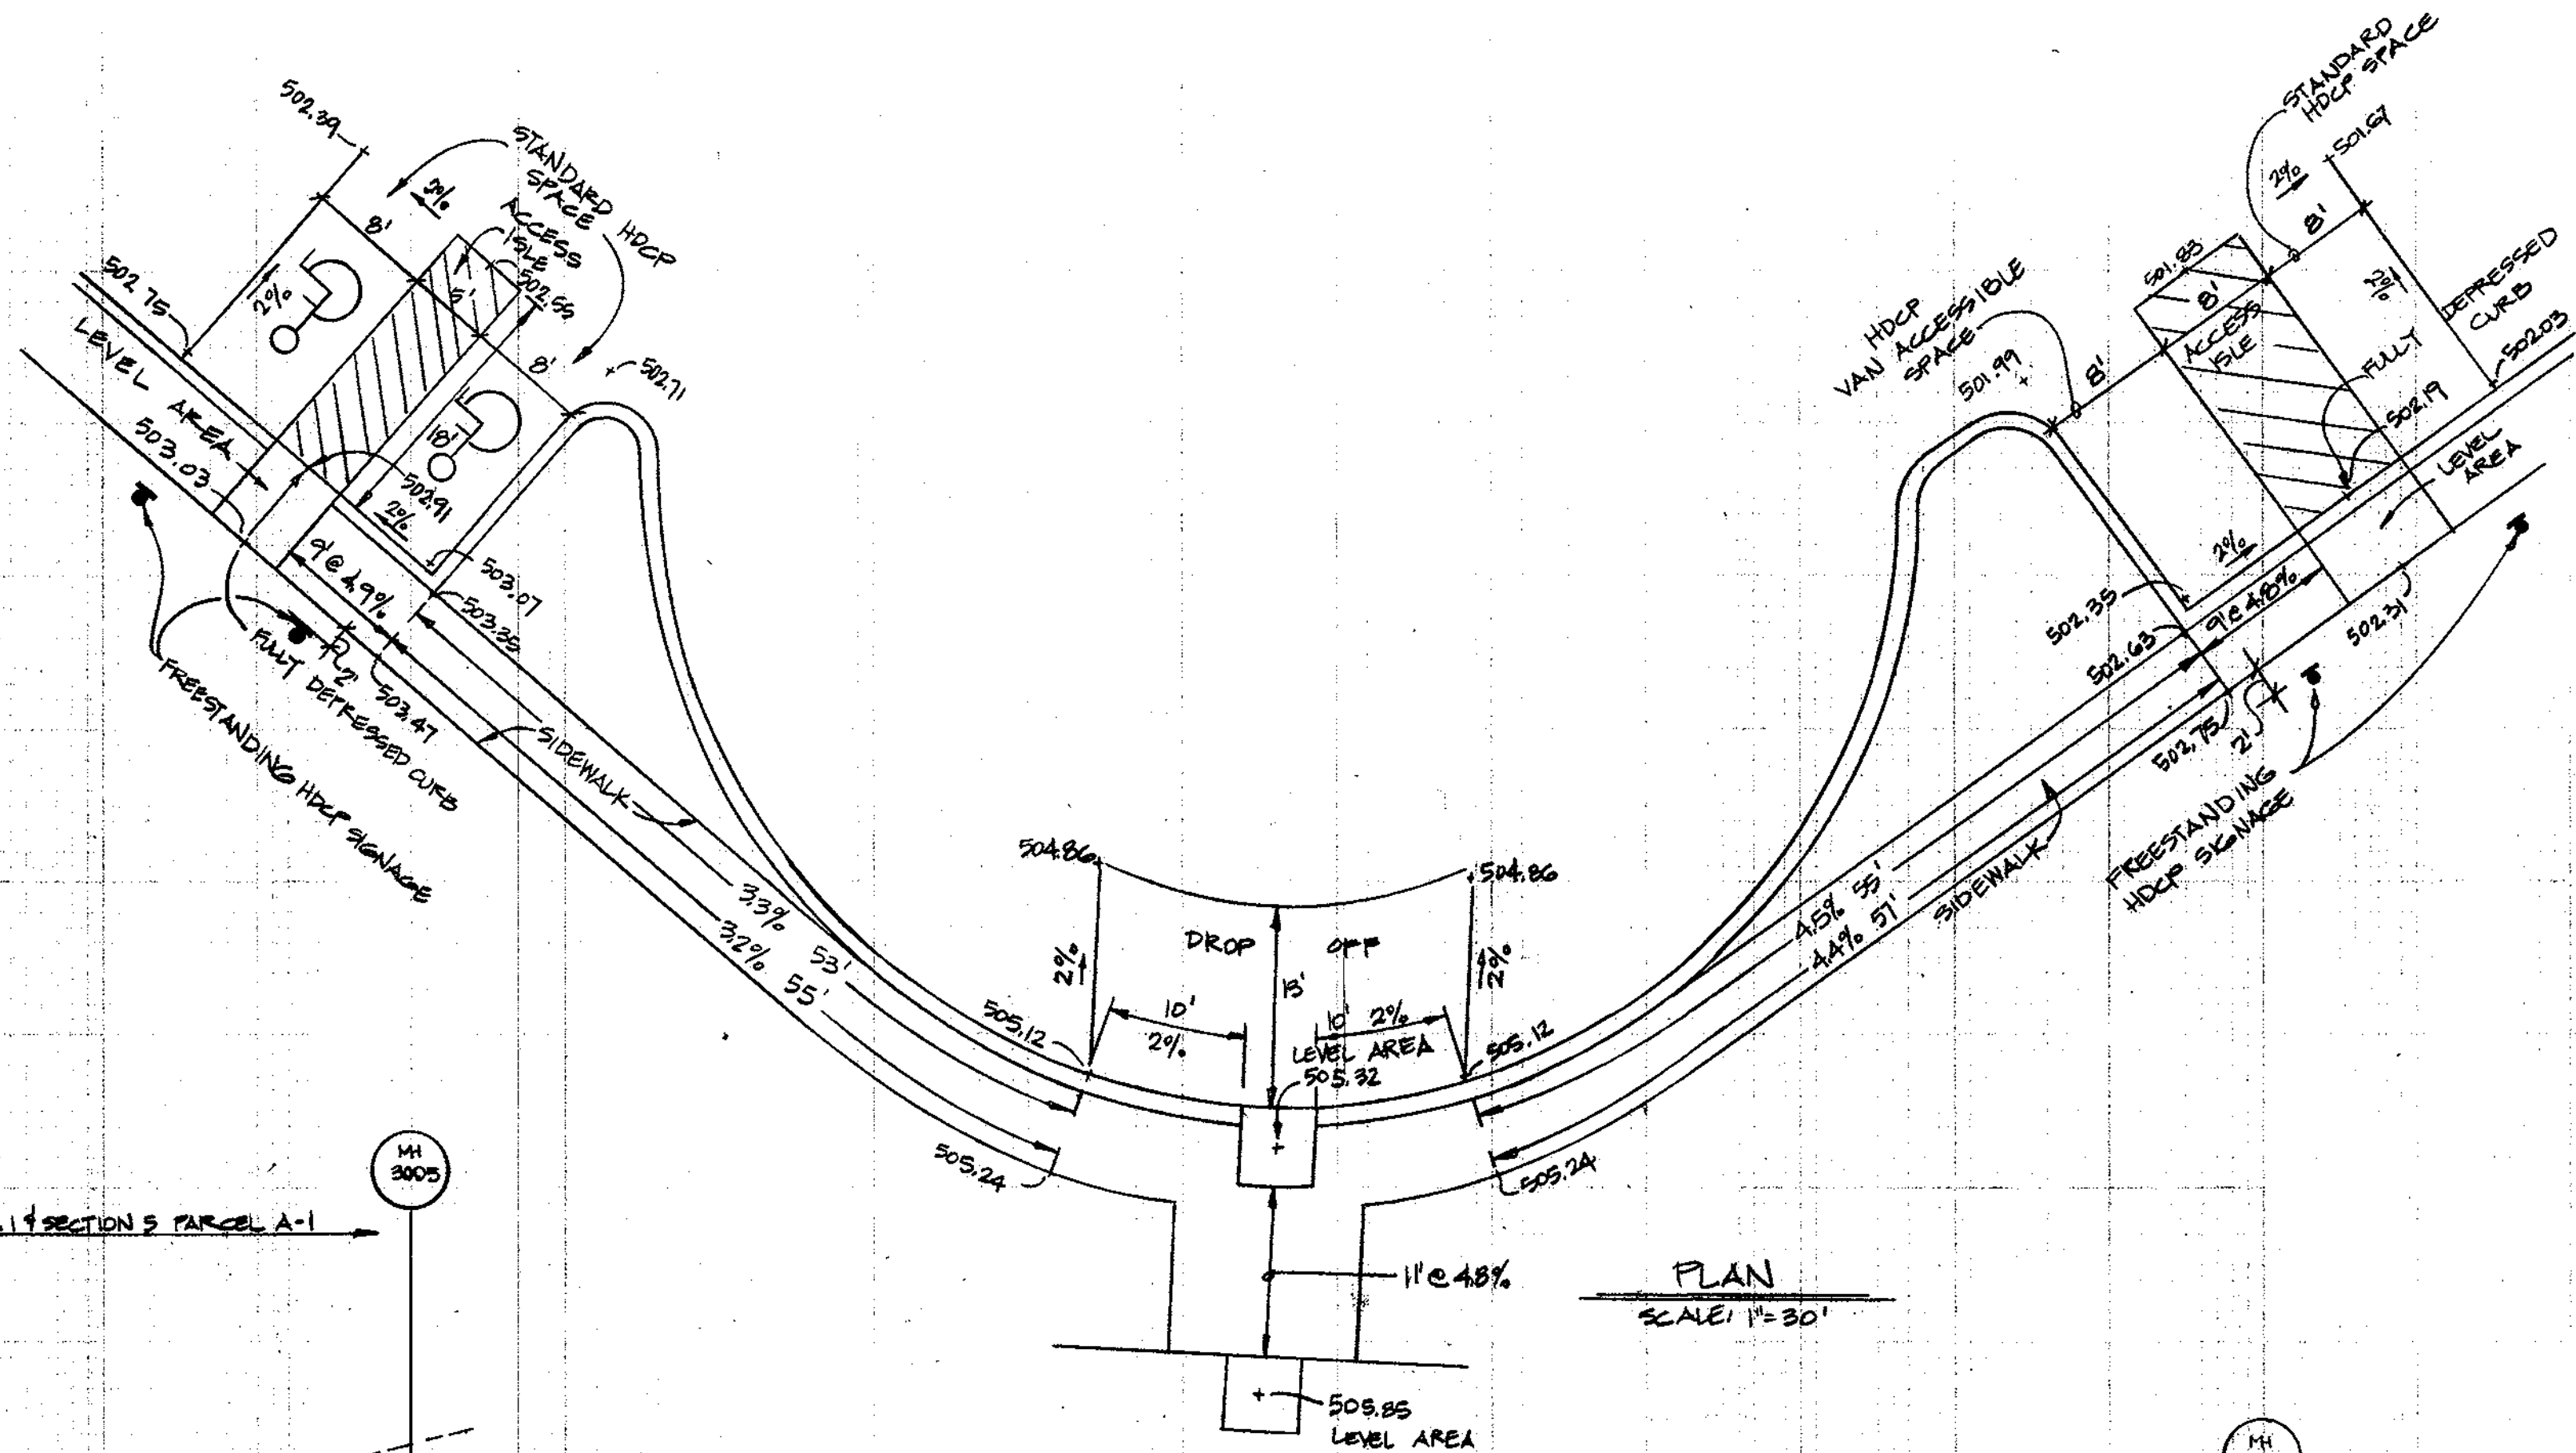 502.39
STANDARD
SPACE
HDCP
ACCESS
ISLE
2%
8'
5'
502.55
8'
502.71
2%
18'
502.75
LEVEL AREA
503.03
502.91
2%
9' @ 4.9%
503.07
503.35
2'
503.47
FULLY DEPRESSED CURB
FREESTANDING HDCP SIGNAGE
SIDEWALK
3.3% 53'
3.2% 55'
504.86
504.86
DROP OFF
2%
2%
10'
2%
10' 2%
LEVEL AREA
505.32
505.12
505.12
505.24
505.24
11' @ 4.8%
505.85
LEVEL AREA
PLAN
SCALE: 1"=30'
MH
3005
1 & SECTION 5 PARCEL A-1
STANDARD
HDCP SPACE
501.67
2%
8'
501.83
8'
ACCESS
ISLE
2%
DEPRESSED
CURB
FULLY
502.03
502.19
LEVEL
AREA
HDCP
VAN ACCESSIBLE
SPACE
501.99
8'
2%
9' @ 4.8%
502.35
502.63
502.31
502.75
2'
FREESTANDING
HDCP SIGNAGE
SIDEWALK
4.5% 55'
4.4% 57'
MH